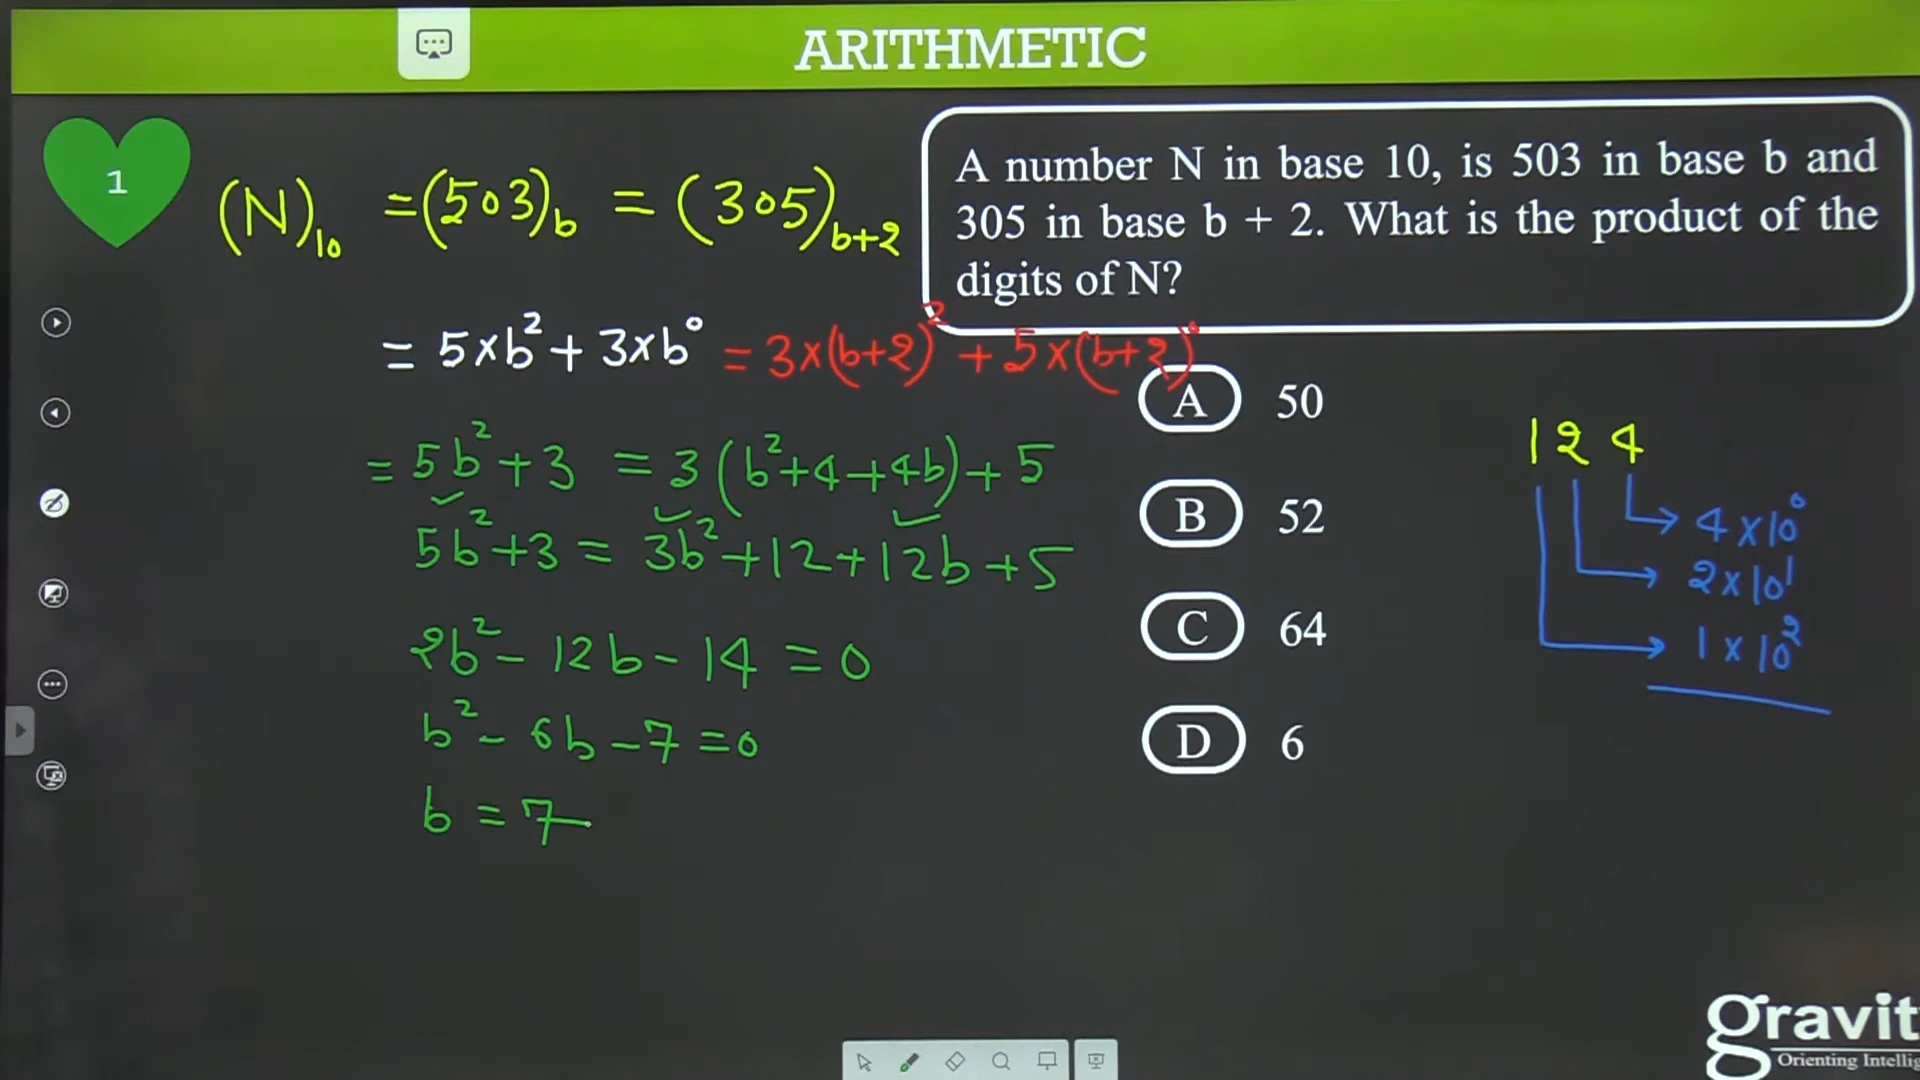 ARITHMETIC
1
(N)₁₀ = (503)b = (305)b+2
A number N in base 10, is 503 in base b and
305 in base b + 2. What is the product of the
digits of N?
= 5×b² + 3×b⁰ = 3×(b+2)² + 5×(b+2)⁰
= 5b² + 3 = 3(b²+4+4b)+5
5b²+3 = 3b²+12+12b+5
2b² - 12b - 14 = 0
b² - 6b - 7 = 0
b = 7
A 50
B 52
C 64
D 6
124
4×10⁰
2×10¹
1×10²
gravit
Orienting Intellig